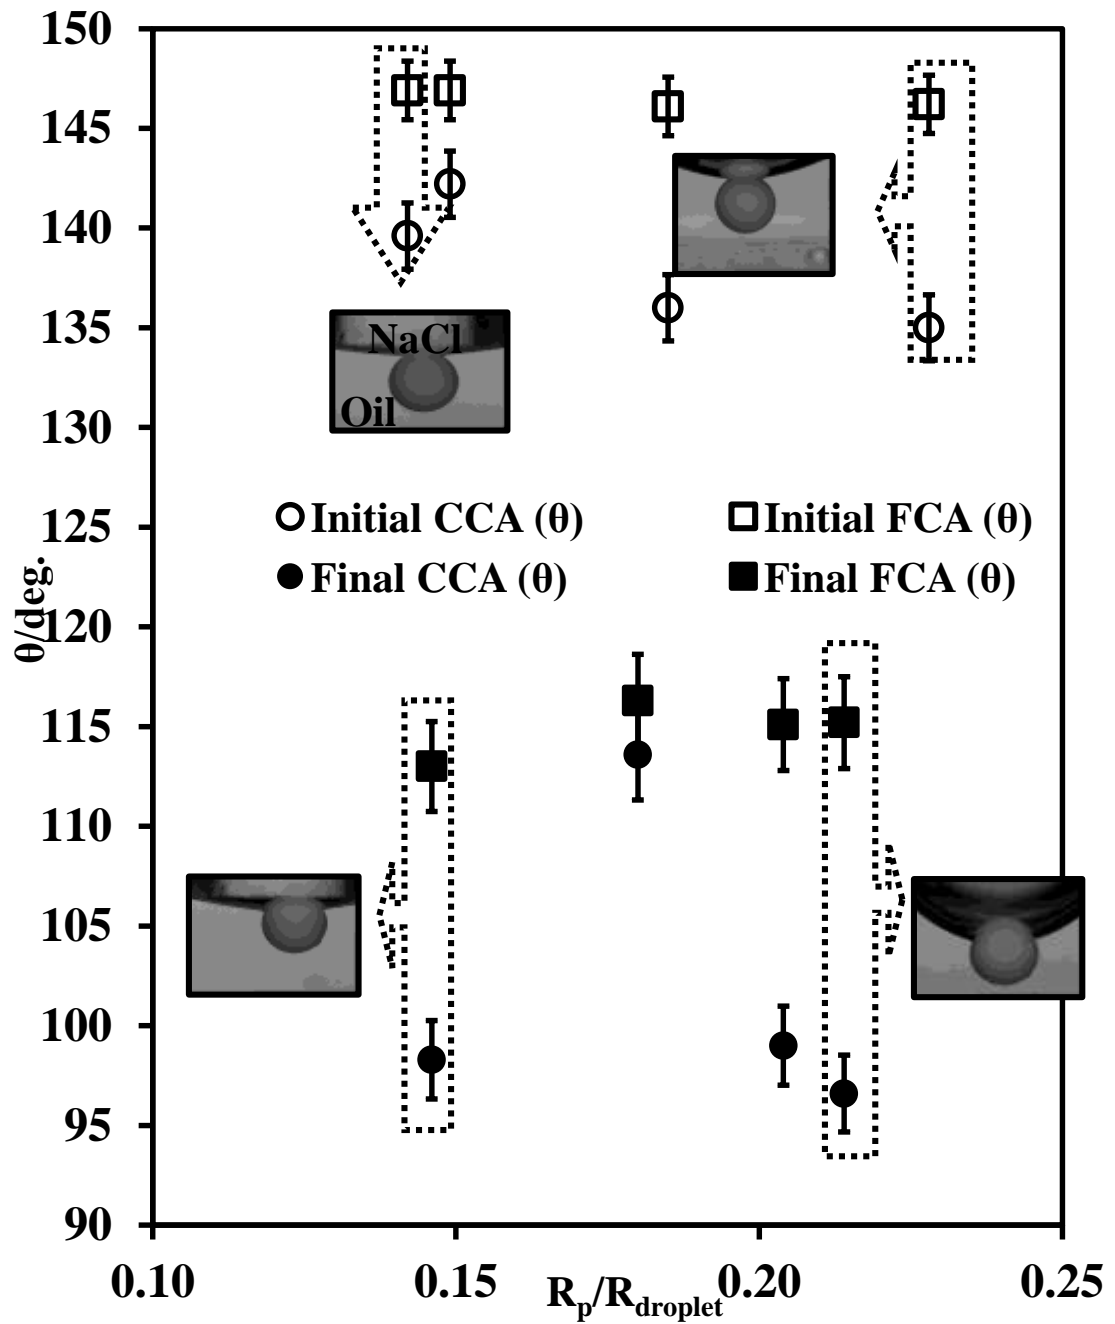 150
145
140
135
NaCl
Oil
130
125
Initial CCA (θ)
Initial FCA (θ)
Final CCA (θ)
Final FCA (θ)
θ/deg.
120
115
110
105
100
95
90
0.10
0.15
0.20
0.25
Rp/Rdroplet